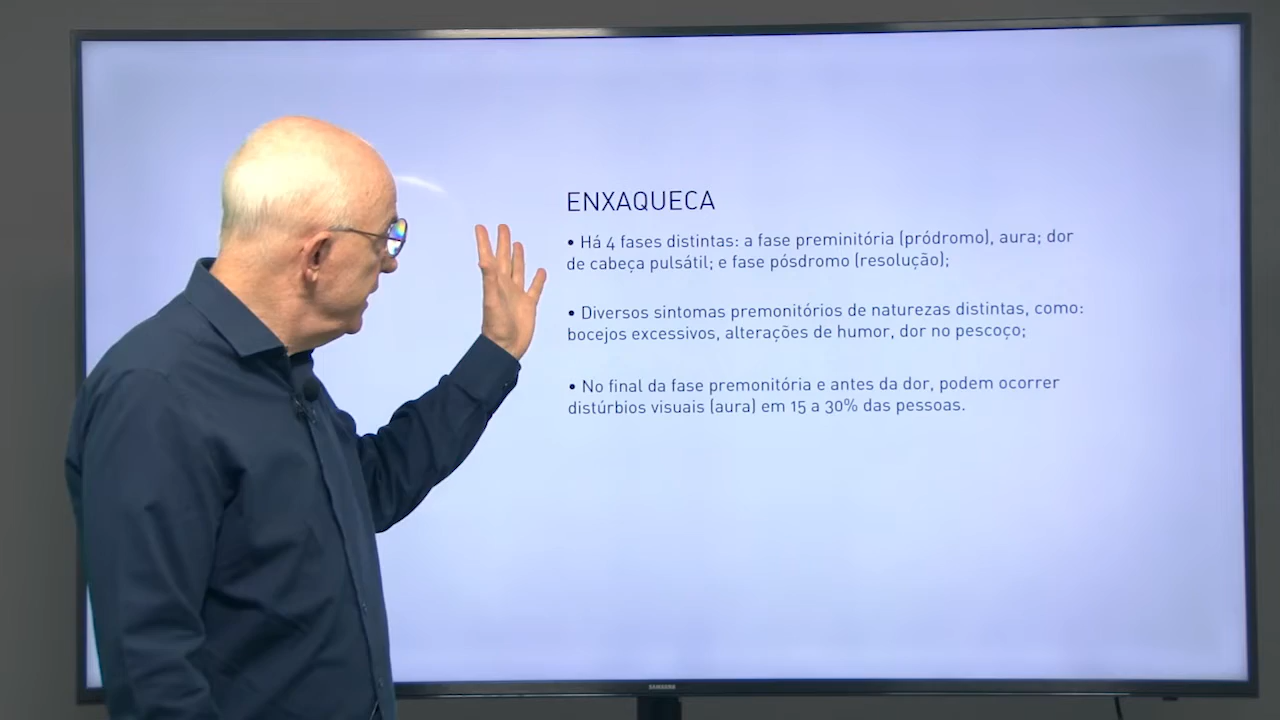 ENXAQUECA
• Há 4 fases distintas: a fase preminitória (pródromo), aura; dor
de cabeça pulsátil; e fase pósdromo (resolução);
• Diversos sintomas premonitórios de naturezas distintas, como:
bocejos excessivos, alterações de humor, dor no pescoço;
• No final da fase premonitória e antes da dor, podem ocorrer
distúrbios visuais (aura) em 15 a 30% das pessoas.
SAMSUNG